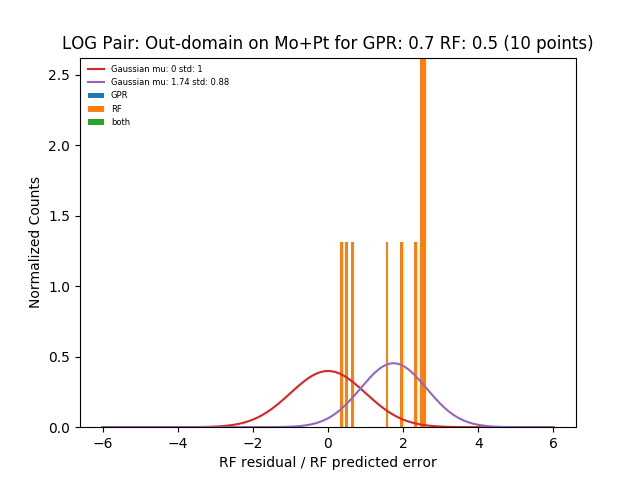 LOG Pair: Out-domain on Mo+Pt for GPR: 0.7 RF: 0.5 (10 points)
Gaussian mu: 0 std: 1
Gaussian mu: 1.74 std: 0.88
GPR
RF
both
Normalized Counts
2.5
2.0
1.5
1.0
0.5
0.0
−6
−4
−2
0
2
4
6
RF residual / RF predicted error